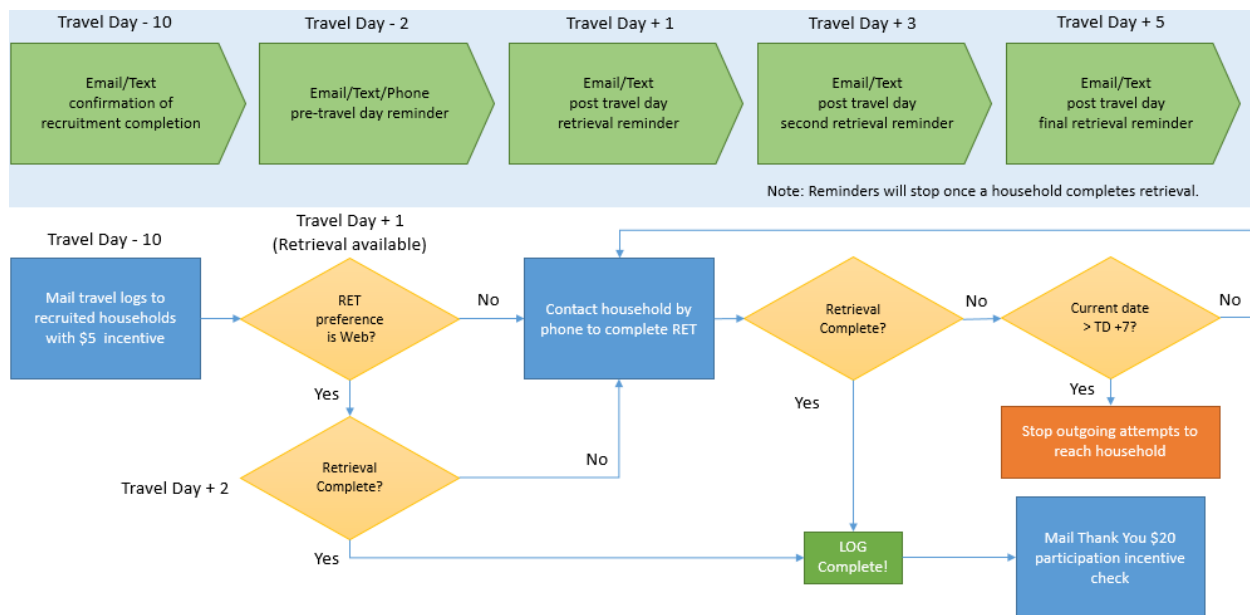 Travel Day - 10
Travel Day - 2
Travel Day + 1
Travel Day + 3
Travel Day + 5
Email/Text
confirmation of
recruitment completion
Email/Text/Phone
pre-travel day reminder
Email/Text
post travel day
retrieval reminder
Email/Text
post travel day
second retrieval reminder
Email/Text
post travel day
final retrieval reminder
Note: Reminders will stop once a household completes retrieval.
Travel Day - 10
Travel Day + 1
(Retrieval available)
Mail travel logs to
recruited households
with $5 incentive
RET
preference
is Web?
No
Contact household by
phone to complete RET
Retrieval
Complete?
No
Current date
> TD +7?
No
Yes
Yes
Yes
Stop outgoing attempts to
reach household
Travel Day + 2
Retrieval
Complete?
No
Yes
LOG
Complete!
Mail Thank You $20
participation incentive
check